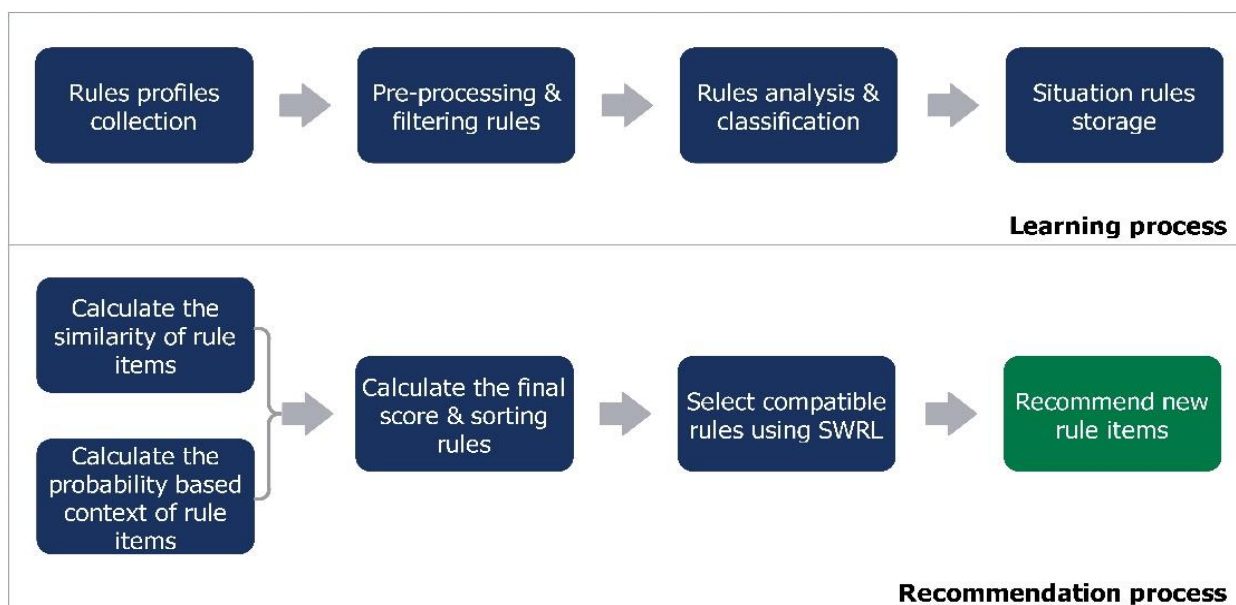 Rules profiles
collection
Pre-processing &
filtering rules
Rules analysis &
classification
Situation rules
storage
Learning process
Calculate the
similarity of rule
items
Calculate the
probability based
context of rule
items
Calculate the final
score & sorting
rules
Select compatible
rules using SWRL
Recommend new
rule items
Recommendation process